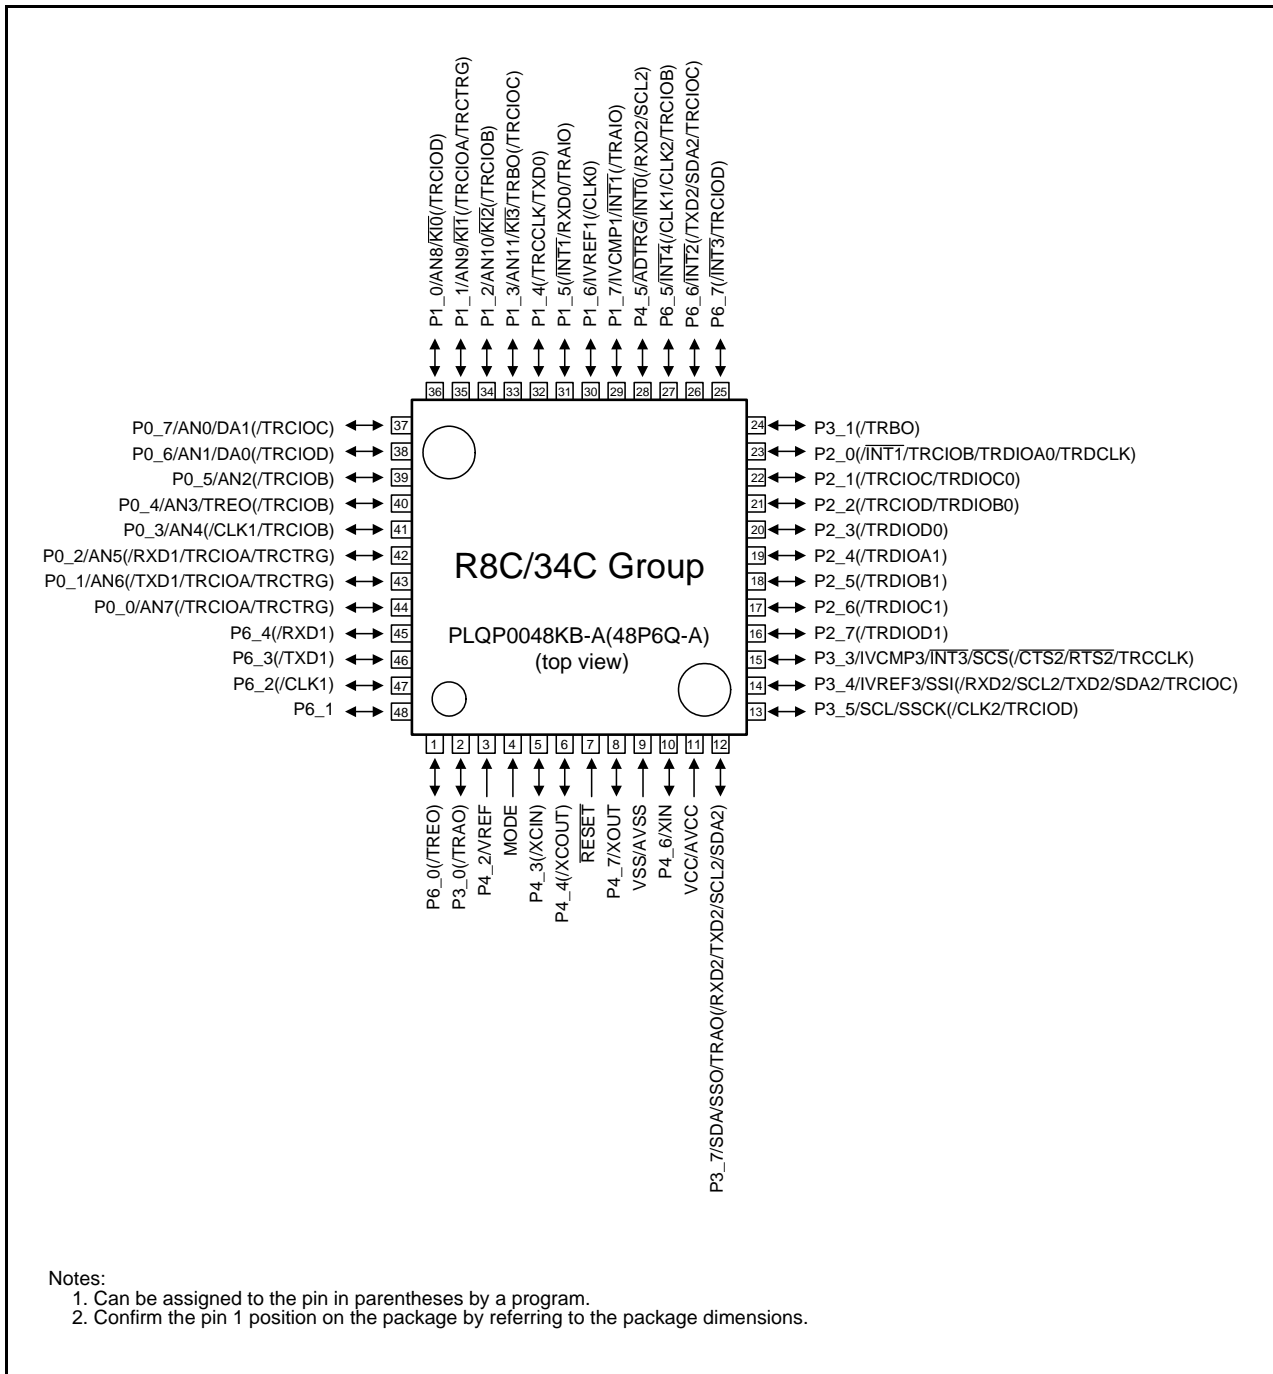 P1_0/AN8/KI0(/TRCIOD)
P1_1/AN9/KI1(/TRCIOA/TRCTRG)
P1_2/AN10/KI2(/TRCIOB)
P1_3/AN11/KI3/TRBO(/TRCIOC)
P1_4(/TRCCLK/TXD0)
P1_5(/INT1/RXD0/TRAIO)
P1_6/IVREF1(/CLK0)
P1_7/IVCMP1/INT1(/TRAIO)
P4_5/ADTRG/INT0(/RXD2/SCL2)
P6_5/INT4(/CLK1/CLK2/TRCIOB)
P6_6/INT2(/TXD2/SDA2/TRCIOC)
P6_7(/INT3/TRCIOD)
36 35 34 33 32 31 30 29 28 27 26 25
P0_7/AN0/DA1(/TRCIOC) 37
P0_6/AN1/DA0(/TRCIOD) 38
P0_5/AN2(/TRCIOB) 39
P0_4/AN3/TREO(/TRCIOB) 40
P0_3/AN4(/CLK1/TRCIOB) 41
P0_2/AN5(/RXD1/TRCIOA/TRCTRG) 42
P0_1/AN6(/TXD1/TRCIOA/TRCTRG) 43
P0_0/AN7(/TRCIOA/TRCTRG) 44
P6_4(/RXD1) 45
P6_3(/TXD1) 46
P6_2(/CLK1) 47
P6_1 48
R8C/34C Group
PLQP0048KB-A(48P6Q-A)
(top view)
24 P3_1(/TRBO)
23 P2_0(/INT1/TRCIOB/TRDIOA0/TRDCLK)
22 P2_1(/TRCIOC/TRDIOC0)
21 P2_2(/TRCIOD/TRDIOB0)
20 P2_3(/TRDIOD0)
19 P2_4(/TRDIOA1)
18 P2_5(/TRDIOB1)
17 P2_6(/TRDIOC1)
16 P2_7(/TRDIOD1)
15 P3_3/IVCMP3/INT3/SCS(/CTS2/RTS2/TRCCLK)
14 P3_4/IVREF3/SSI(/RXD2/SCL2/TXD2/SDA2/TRCIOC)
13 P3_5/SCL/SSCK(/CLK2/TRCIOD)
1 2 3 4 5 6 7 8 9 10 11 12
P6_0(/TREO)
P3_0(/TRAO)
P4_2/VREF
MODE
P4_3(/XCIN)
P4_4(/XCOUT)
RESET
P4_7/XOUT
VSS/AVSS
P4_6/XIN
VCC/AVCC
P3_7/SDA/SSO/TRAO(/RXD2/TXD2/SCL2/SDA2)
Notes:
1. Can be assigned to the pin in parentheses by a program.
2. Confirm the pin 1 position on the package by referring to the package dimensions.